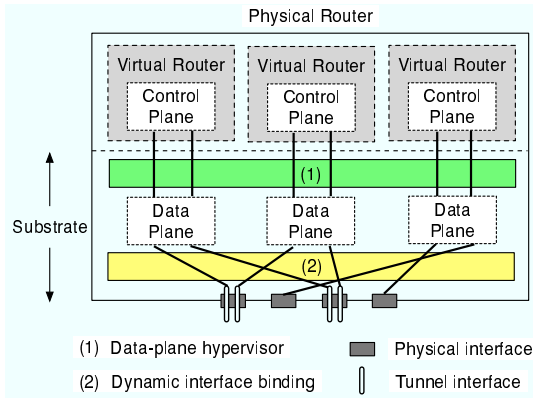 Physical Router
Virtual Router
Virtual Router
Virtual Router
Control
Plane
Control
Plane
Control
Plane
(1)
Substrate
Data
Plane
Data
Plane
Data
Plane
(2)
(1) Data-plane hypervisor
Physical interface
(2) Dynamic interface binding
Tunnel interface